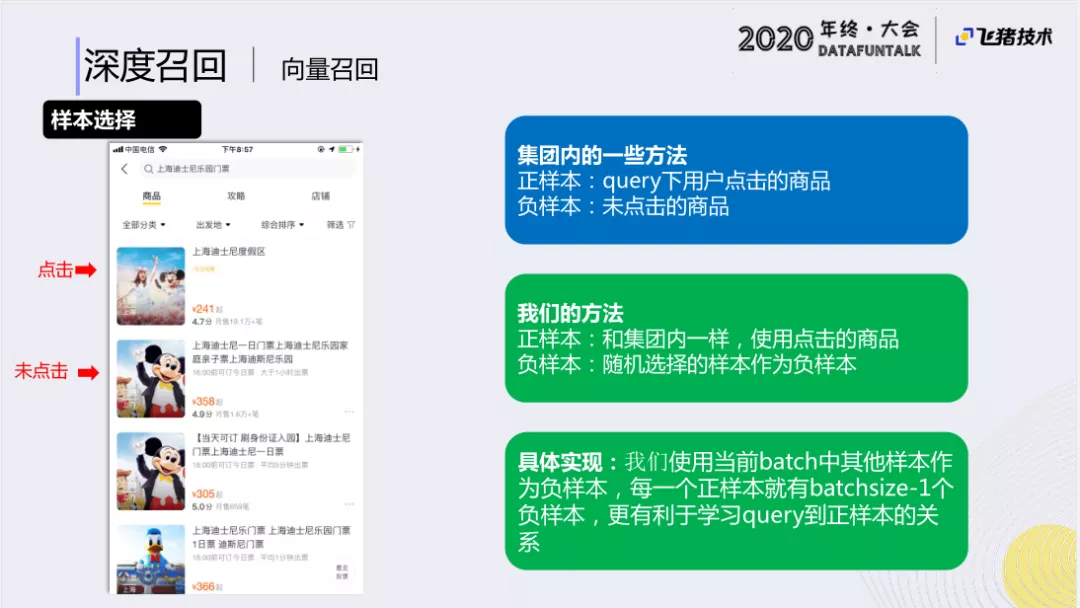 2020 年终·大会
DATAFUNTALK
飞猪技术
深度召回
向量召回
样本选择
中国电信
下午8:57
上海迪士尼乐园门票
商品
攻略
店铺
全部分类
出发地
综合排序
筛选
点击
上海迪士尼度假区
上海
¥241起
4.7分 月售19.1万+笔
未点击
上海迪士尼一日门票上海迪士尼乐园家
庭亲子票上海迪斯尼乐园
16:00前可订今日票 大于1小时出票
¥358起
4.9分 月售1.6万+笔
【当天可订 刷身份证入园】上海迪士尼
门票上海迪士尼一日票
18:00前可订今日票 平均5分钟出票
¥305起
5.0分 月售659笔
上海迪士尼乐门票 上海迪士尼乐园门票
1日票 迪斯尼门票
18:00前可订今日票 平均1分钟出票
上海
¥366起
集团内的一些方法
正样本：query下用户点击的商品
负样本：未点击的商品
我们的方法
正样本：和集团内一样，使用点击的商品
负样本：随机选择的样本作为负样本
具体实现：我们使用当前batch中其他样本作
为负样本，每一个正样本就有batchsize-1个
负样本，更有利于学习query到正样本的关
系